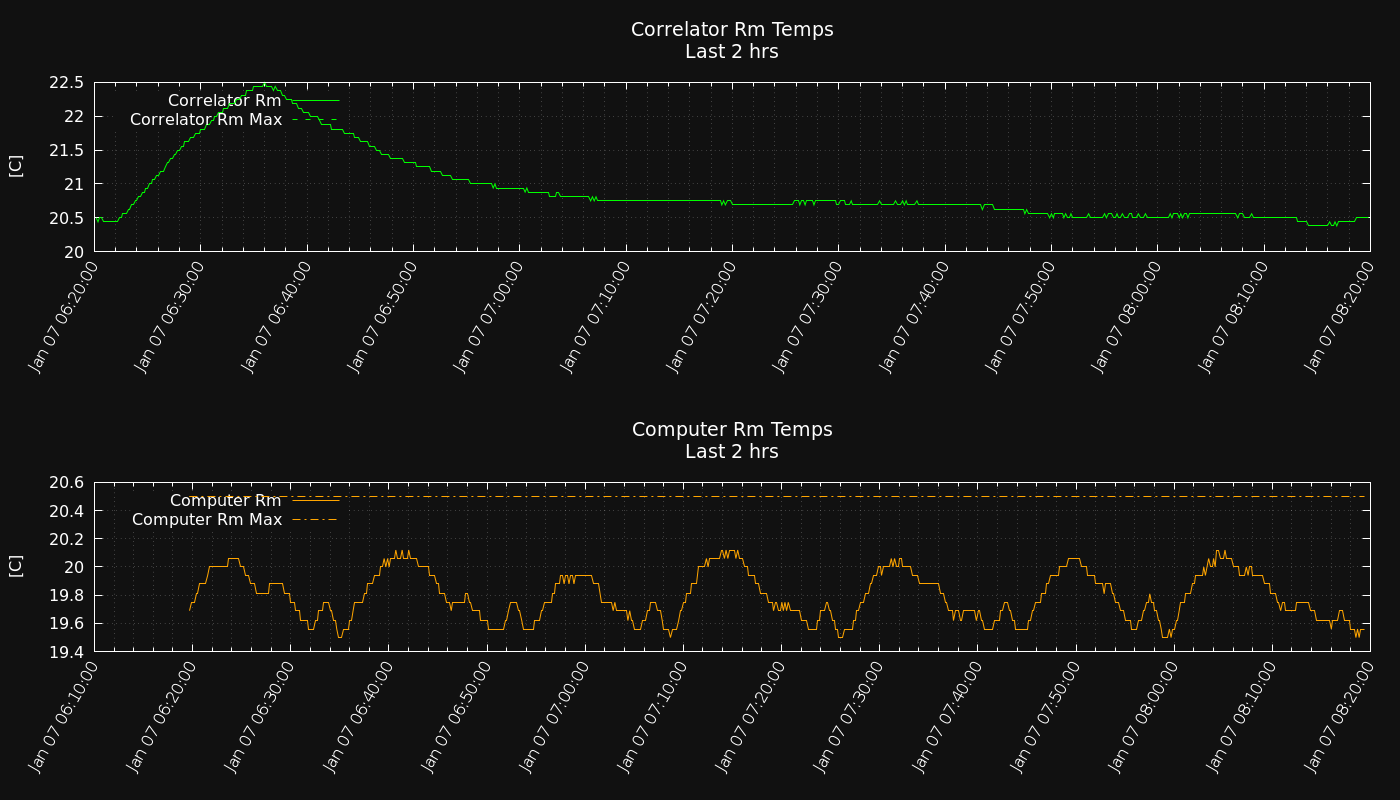 Correlator Rm Temps
Last 2 hrs
22.5
22
21.5
21
20.5
20
[C]
Correlator Rm
Correlator Rm Max
Jan 07 06:20:00
Jan 07 06:30:00
Jan 07 06:40:00
Jan 07 06:50:00
Jan 07 07:00:00
Jan 07 07:10:00
Jan 07 07:20:00
Jan 07 07:30:00
Jan 07 07:40:00
Jan 07 07:50:00
Jan 07 08:00:00
Jan 07 08:10:00
Jan 07 08:20:00
Computer Rm Temps
Last 2 hrs
20.6
20.4
20.2
20
19.8
19.6
19.4
[C]
Computer Rm
Computer Rm Max
Jan 07 06:10:00
Jan 07 06:20:00
Jan 07 06:30:00
Jan 07 06:40:00
Jan 07 06:50:00
Jan 07 07:00:00
Jan 07 07:10:00
Jan 07 07:20:00
Jan 07 07:30:00
Jan 07 07:40:00
Jan 07 07:50:00
Jan 07 08:00:00
Jan 07 08:10:00
Jan 07 08:20:00